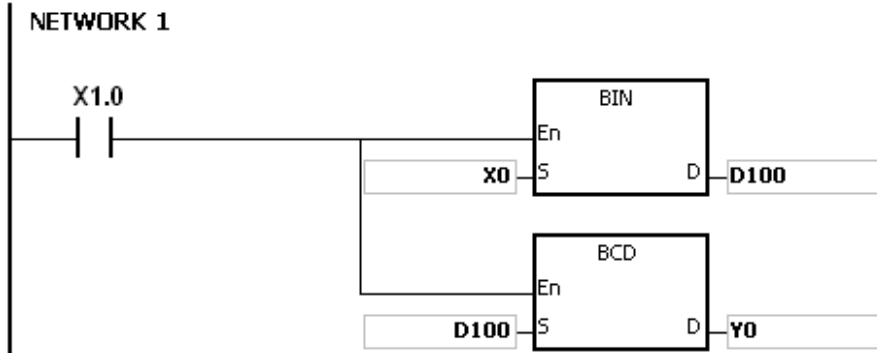 NETWORK 1
X1.0
BIN
En
X0 S D D100
BCD
En
D100 S D Y0